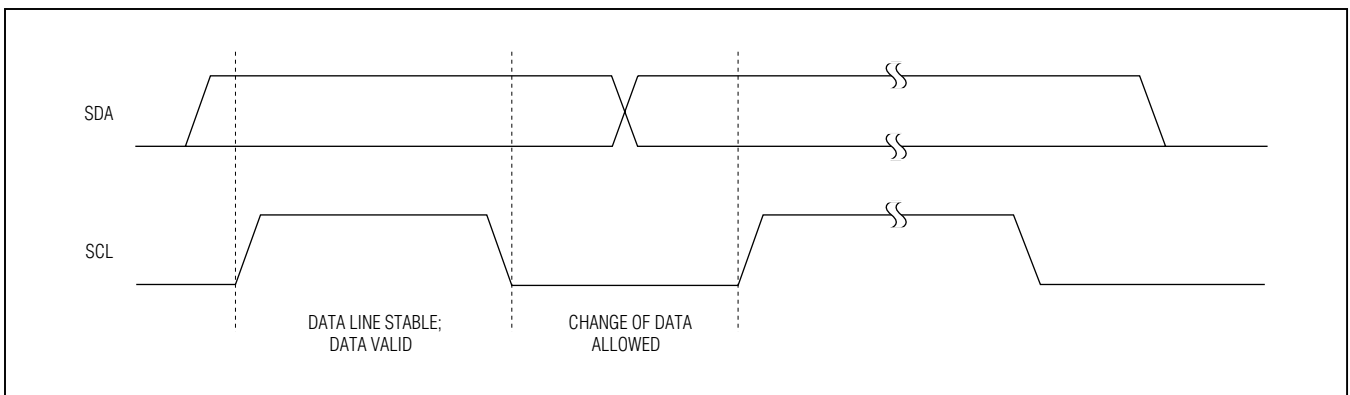 SDA
SCL
DATA LINE STABLE;
DATA VALID
CHANGE OF DATA
ALLOWED